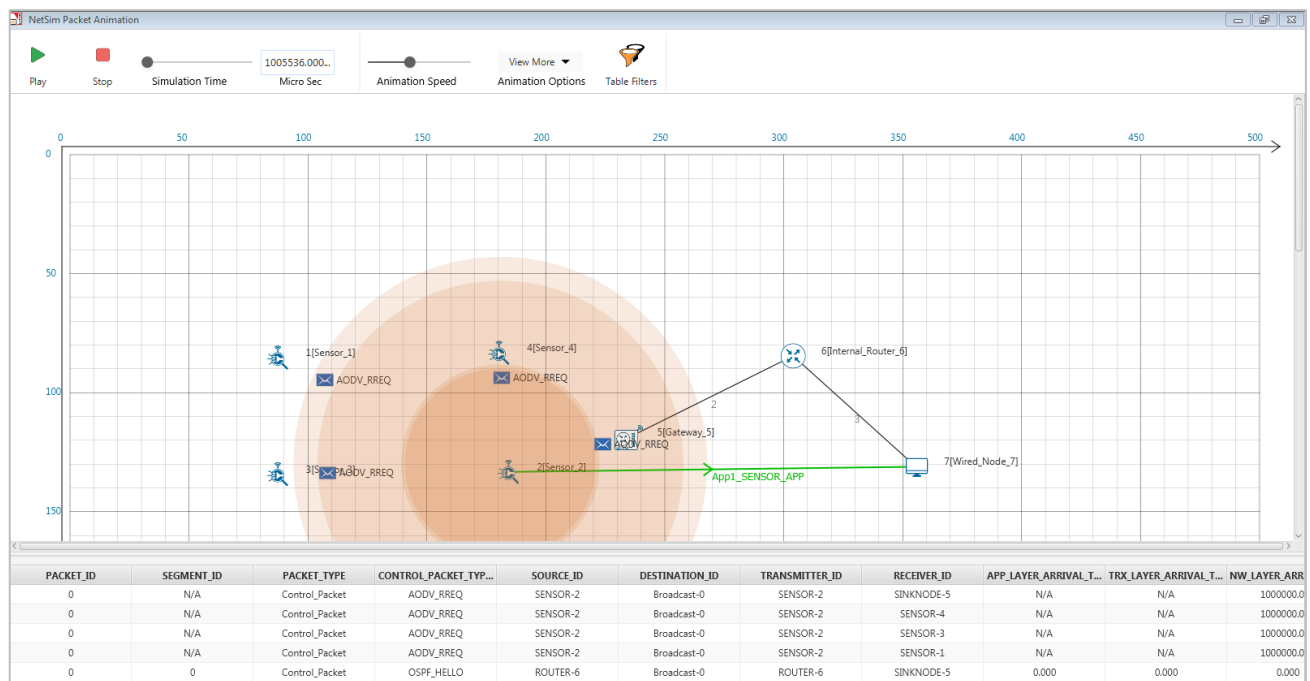 NetSim Packet Animation
1005536.000...
View More
Play Stop Simulation Time Micro Sec Animation Speed Animation Options Table Filters
0 50 100 150 200 250 300 350 400 450 500
0
50
1[Sensor_1]
4[Sensor_4]
6[Internal_Router_6]
AODV_RREQ
AODV_RREQ
100
2
3
5[Gateway_5]
AODV_RREQ
7[Wired_Node_7]
2[Sensor_2]
AODV_RREQ
App1_SENSOR_APP
150
PACKET_ID SEGMENT_ID PACKET_TYPE CONTROL_PACKET_TYP... SOURCE_ID DESTINATION_ID TRANSMITTER_ID RECEIVER_ID APP_LAYER_ARRIVAL_T... TRX_LAYER_ARRIVAL_T... NW_LAYER_ARR
0 N/A Control_Packet AODV_RREQ SENSOR-2 Broadcast-0 SENSOR-2 SINKNODE-5 N/A N/A 1000000.0
0 N/A Control_Packet AODV_RREQ SENSOR-2 Broadcast-0 SENSOR-2 SENSOR-4 N/A N/A 1000000.0
0 N/A Control_Packet AODV_RREQ SENSOR-2 Broadcast-0 SENSOR-2 SENSOR-3 N/A N/A 1000000.0
0 N/A Control_Packet AODV_RREQ SENSOR-2 Broadcast-0 SENSOR-2 SENSOR-1 N/A N/A 1000000.0
0 0 Control_Packet OSPF_HELLO ROUTER-6 Broadcast-0 ROUTER-6 SINKNODE-5 0.000 0.000 0.000